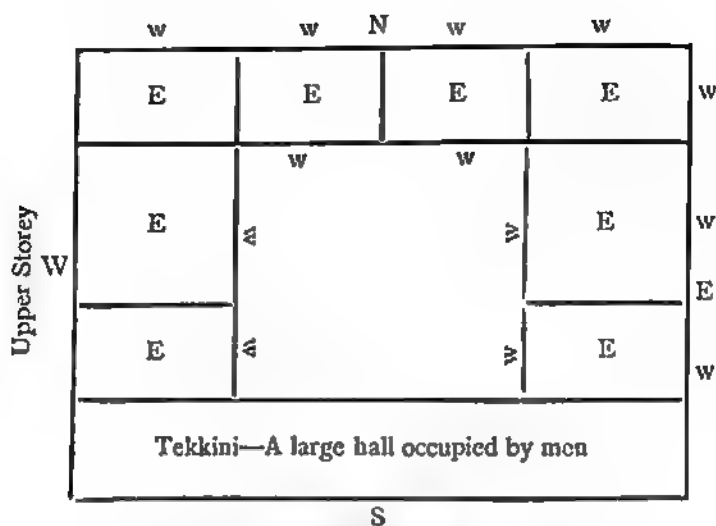 w w N w w
E E E E w
w w
E w w E w
Upper Storey
W
E
E w w E w
Tekkini—A large hall occupied by men
S